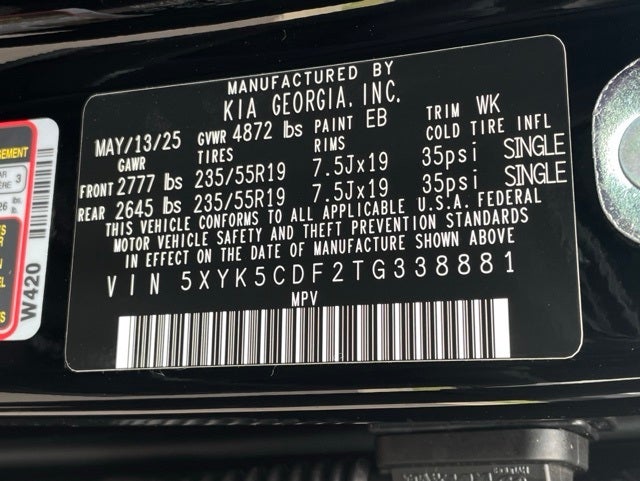 MANUFACTURED BY
KIA GEORGIA, INC.
MAY/13/25 GVWR 4872 lbs PAINT EB TRIM WK
GAWR TIRES RIMS COLD TIRE INFL
FRONT 2777 lbs 235/55R19 7.5Jx19 35psi SINGLE
REAR 2645 lbs 235/55R19 7.5Jx19 35psi SINGLE
THIS VEHICLE CONFORMS TO ALL APPLICABLE U.S.A. FEDERAL
MOTOR VEHICLE SAFETY AND THEFT PREVENTION STANDARDS
IN EFFECT ON THE DATE OF MANUFACTURE SHOWN ABOVE
VIN 5XYK5CDF2TG338881
MPV
W420
3